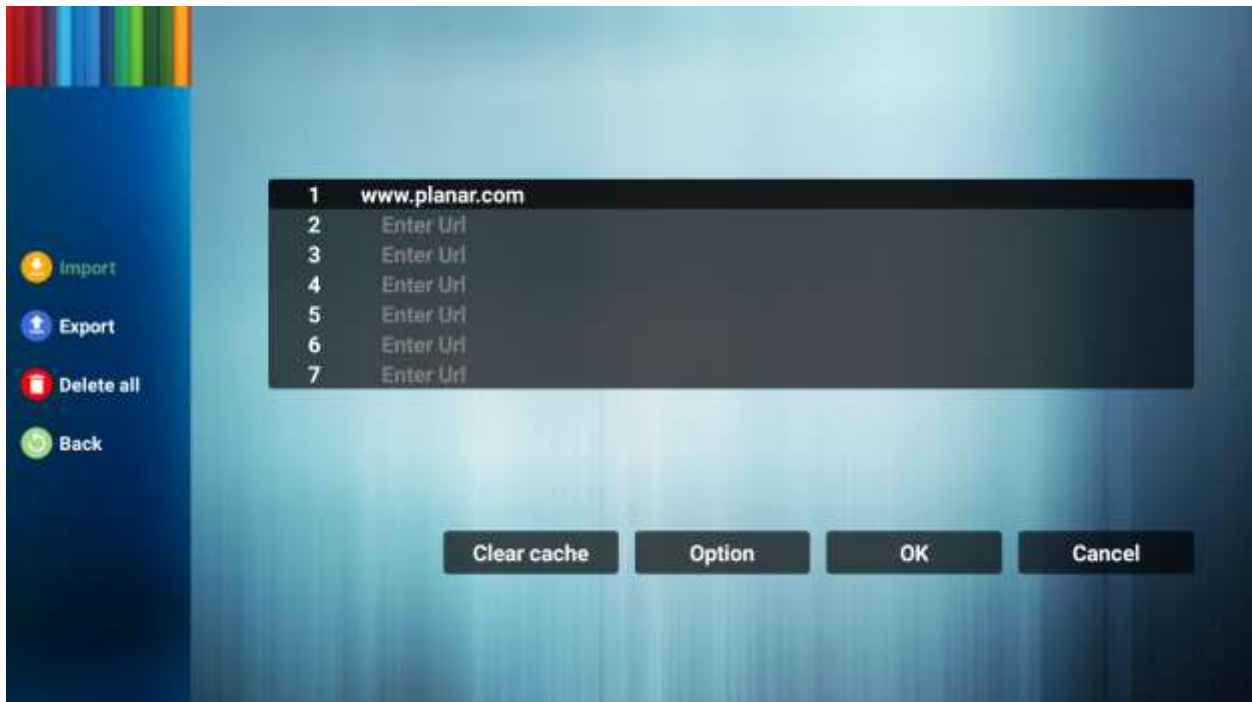 Import
Export
Delete all
Back
1 www.planar.com
2 Enter Url
3 Enter Url
4 Enter Url
5 Enter Url
6 Enter Url
7 Enter Url
Clear cache
Option
OK
Cancel